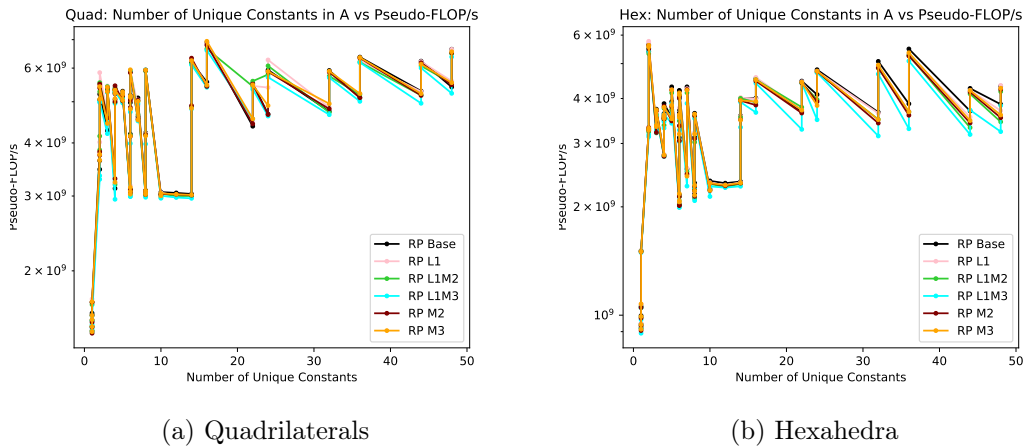 Quad: Number of Unique Constants in A vs Pseudo-FLOP/s
Pseudo-FLOP/s
6 × 10⁹
4 × 10⁹
3 × 10⁹
2 × 10⁹
0 10 20 30 40 50
Number of Unique Constants
RP Base
RP L1
RP L1M2
RP L1M3
RP M2
RP M3
(a) Quadrilaterals
Hex: Number of Unique Constants in A vs Pseudo-FLOP/s
Pseudo-FLOP/s
6 × 10⁹
4 × 10⁹
3 × 10⁹
2 × 10⁹
10⁹
0 10 20 30 40 50
Number of Unique Constants
RP Base
RP L1
RP L1M2
RP L1M3
RP M2
RP M3
(b) Hexahedra